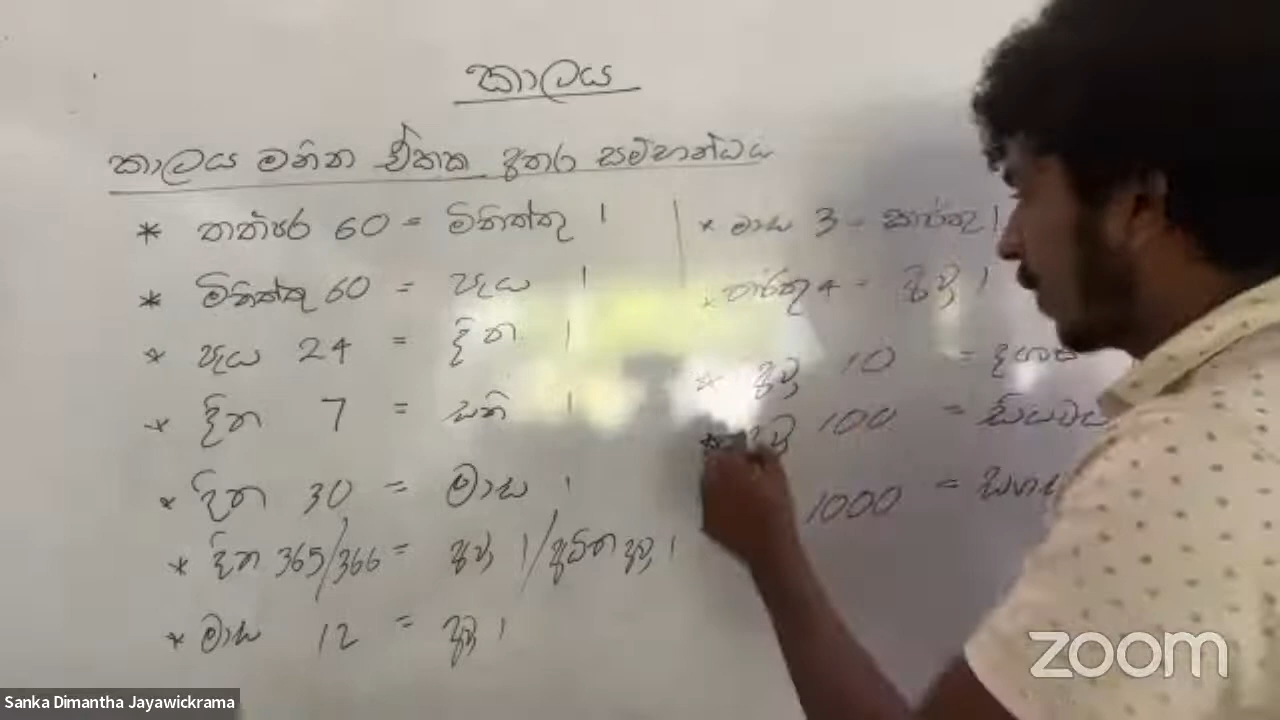 කාලය
කාලය මනින ඒකක අතර සම්බන්ධය
* තත්පර 60 = මිනිත්තු 1
* මිනිත්තු 60 = පැය 1
* පැය 24 = දින 1
* දින 7 = සති 1
* දින 30 = මාස 1
* දින 365/366 = අවු 1/අධික අවු 1
* මාස 12 = අවු 1
* මාස 3 - කාර්තු 1
* කාර්තු 4 - අවු 1
* අවු 10 =
* අවු 100 =
1000 =
zoom
Sanka Dimantha Jayawickrama